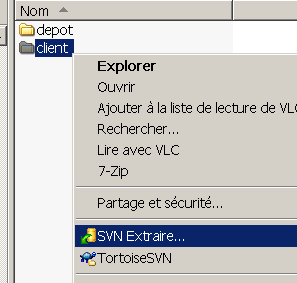 Nom
depot
client
Explorer
Ouvrir
Ajouter à la liste de lecture de VLC
Rechercher...
Lire avec VLC
7-Zip
Partage et sécurité...
SVN Extraire...
TortoiseSVN